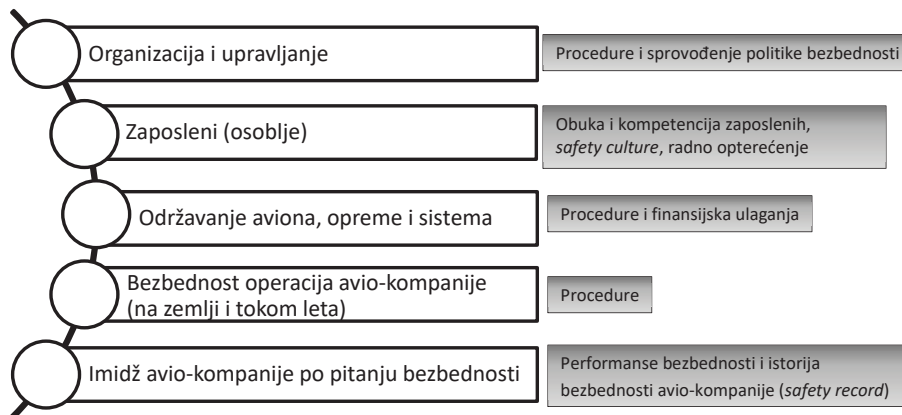 Organizacija i upravljanje
Procedure i sprovođenje politike bezbednosti
Zaposleni (osoblje)
Obuka i kompetencija zaposlenih,
safety culture, radno opterećenje
Održavanje aviona, opreme i sistema
Procedure i finansijska ulaganja
Bezbednost operacija avio-kompanije
(na zemlji i tokom leta)
Procedure
Imidž avio-kompanije po pitanju bezbednosti
Performanse bezbednosti i istorija
bezbednosti avio-kompanije (safety record)